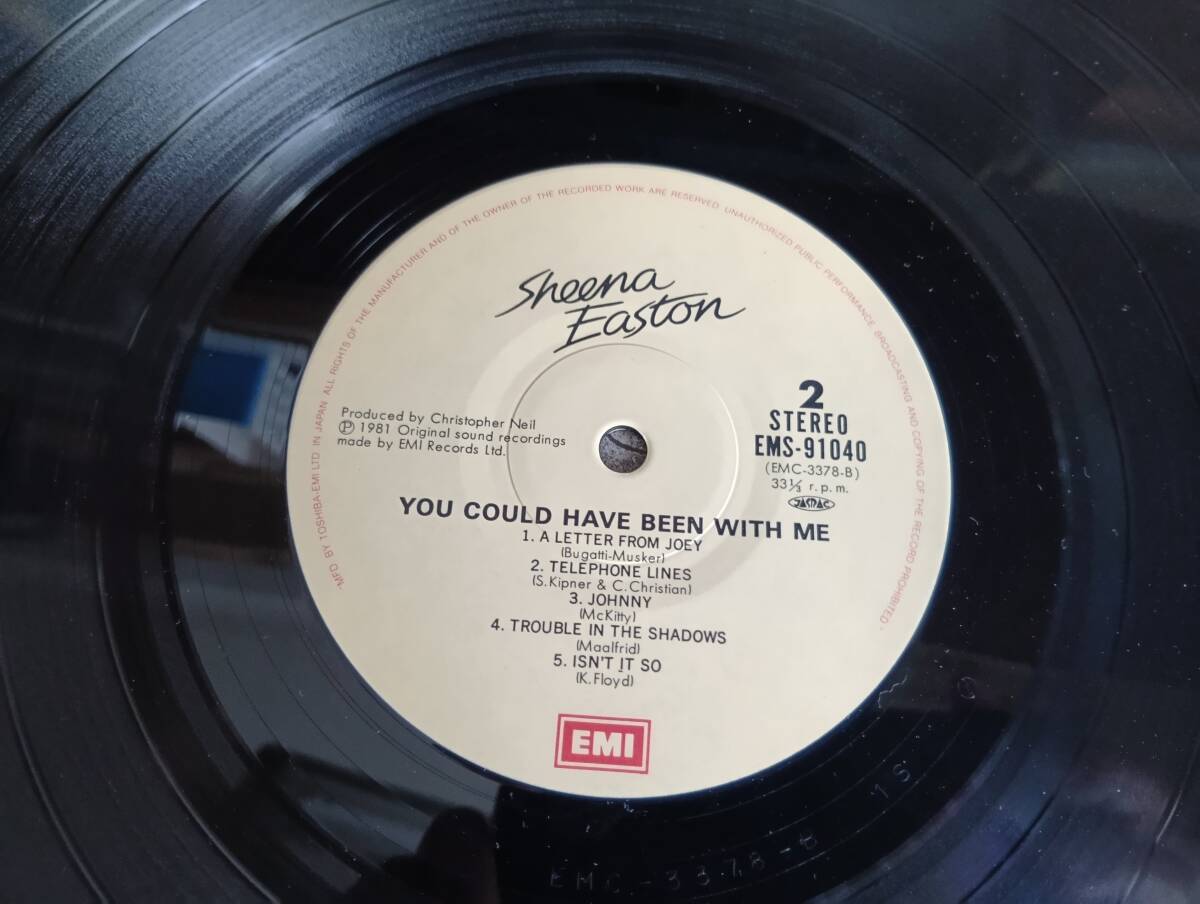 "MFD. BY TOSHIBA-EMI LTD. IN JAPAN ALL RIGHTS OF THE MANUFACTURER AND OF THE OWNER OF THE RECORDED WORK ARE RESERVED. UNAUTHORIZED PUBLIC PERFORMANCE BROADCASTING AND COPYING OF THE RECORD PROHIBITED."
Sheena
Easton
Produced by Christopher Neil
Ⓟ 1981 Original sound recordings
made by EMI Records Ltd.
2
STEREO
EMS-91040
(EMC-3378-B)
33⅓ r.p.m.
JASRAC
YOU COULD HAVE BEEN WITH ME
1. A LETTER FROM JOEY
(Bugatti-Musker)
2. TELEPHONE LINES
(S. Kipner & C. Christian)
3. JOHNNY
(McKitty)
4. TROUBLE IN THE SHADOWS
(Maalfrid)
5. ISN'T IT SO
(K. Floyd)
EMI
EMC-3378-B 1S